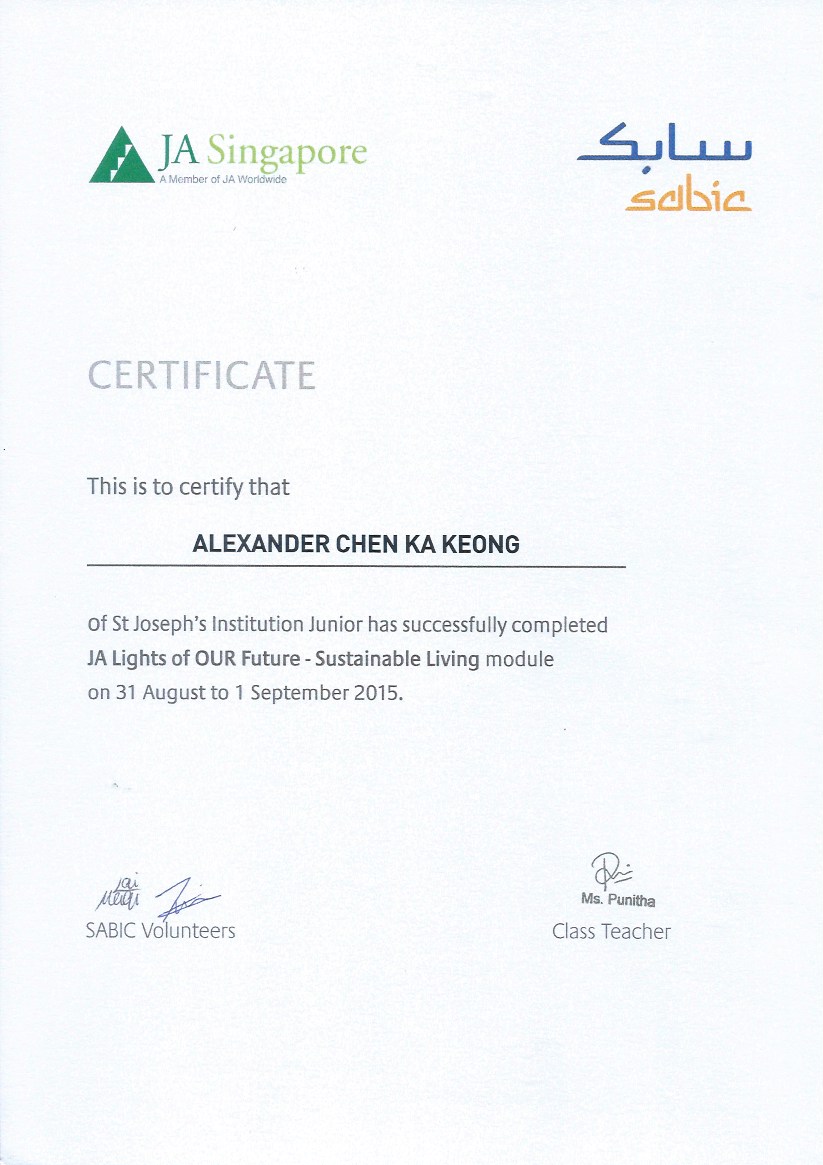 JA Singapore
A Member of JA Worldwide
سابك
sabic
CERTIFICATE
This is to certify that
ALEXANDER CHEN KA KEONG
of St Joseph's Institution Junior has successfully completed
JA Lights of OUR Future - Sustainable Living module
on 31 August to 1 September 2015.
Ms. Punitha
SABIC Volunteers
Class Teacher